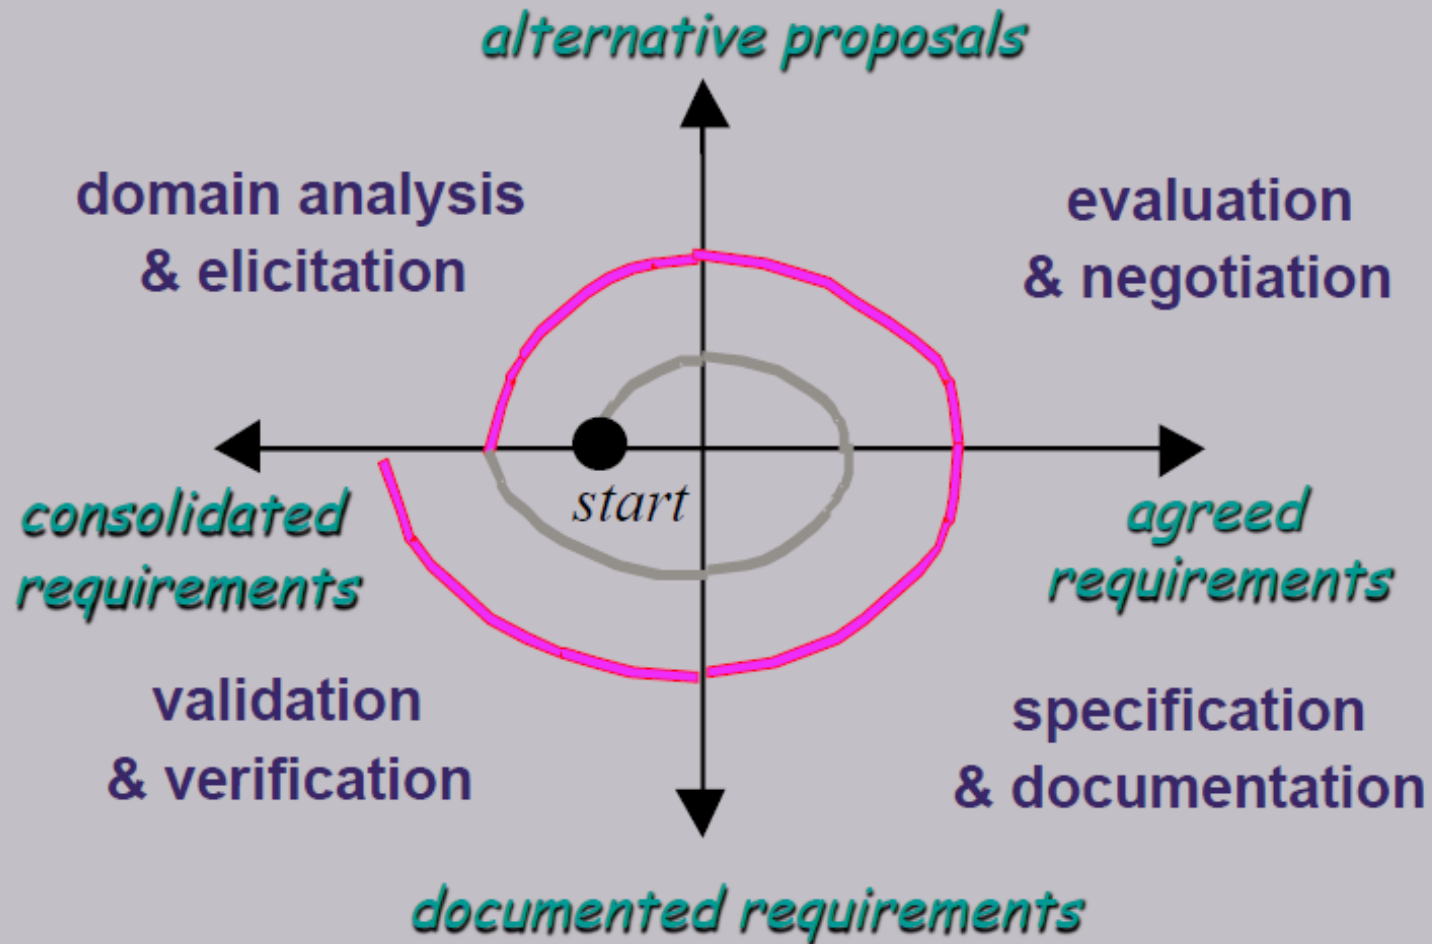 alternative proposals
domain analysis
& elicitation
evaluation
& negotiation
start
consolidated
requirements
agreed
requirements
validation
& verification
specification
& documentation
documented requirements